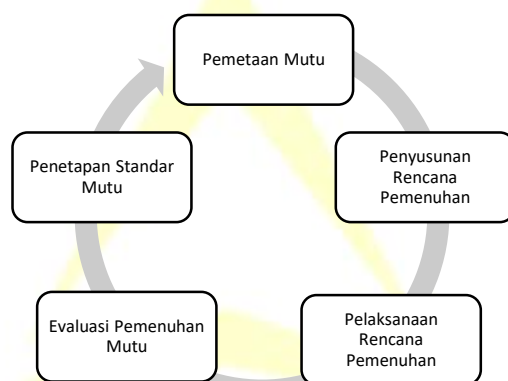 Pemetaan Mutu
Penyusunan
Rencana
Pemenuhan
Pelaksanaan
Rencana
Pemenuhan
Evaluasi Pemenuhan
Mutu
Penetapan Standar
Mutu